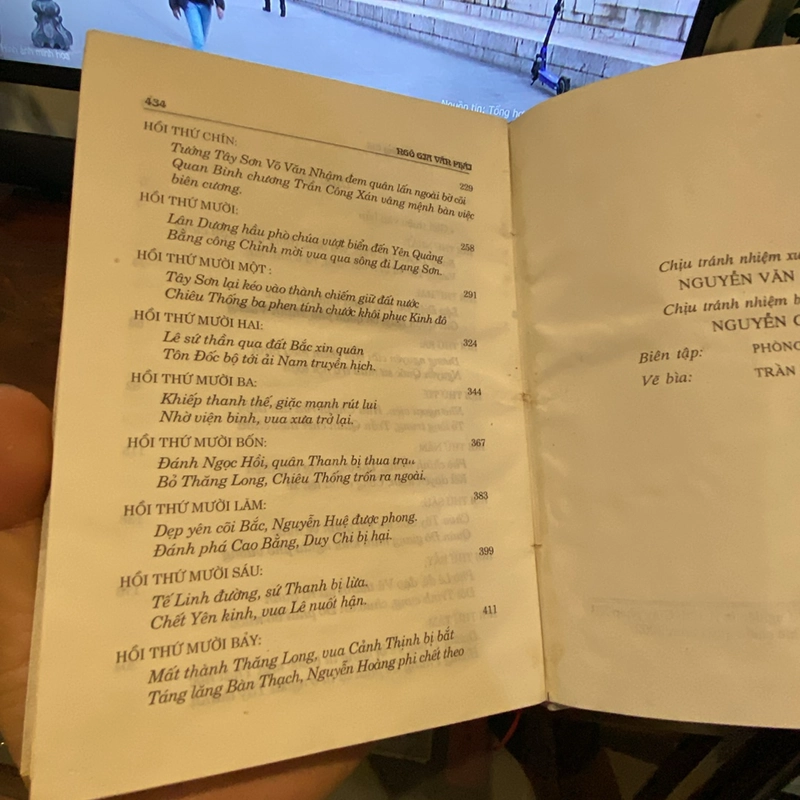 Nguồn tin: Tổng h
434
NGÔ GIA VĂN PHÁI
HỒI THỨ CHÍN:
229
Tướng Tây Sơn Võ Văn Nhậm đem quân lấn ngoài bờ cõi
Quan Bình chương Trần Công Xán vâng mệnh bàn việc
biên cương.
HỒI THỨ MƯỜI:
258
Lân Dương hầu phò chúa vượt biển đến Yên Quảng
Bằng công Chỉnh mời vua qua sông đi Lạng Sơn.
HỒI THỨ MƯỜI MỘT :
291
Tây Sơn lại kéo vào thành chiếm giữ đất nước
Chiêu Thống ba phen tính chước khôi phục Kinh đô
HỒI THỨ MƯỜI HAI:
324
Lê sứ thần qua đất Bắc xin quân
Tôn Đốc bộ tới ải Nam truyền hịch.
HỒI THỨ MƯỜI BA:
344
Khiếp thanh thế, giặc mạnh rút lui
Nhờ viện binh, vua xưa trở lại.
HỒI THỨ MƯỜI BỐN:
367
Đánh Ngọc Hồi, quân Thanh bị thua trận
Bỏ Thăng Long, Chiêu Thống trốn ra ngoài.
HỒI THỨ MƯỜI LĂM:
383
Dẹp yên cõi Bắc, Nguyễn Huệ được phong.
Đánh phá Cao Bằng, Duy Chi bị hại.
HỒI THỨ MƯỜI SÁU:
399
Tế Linh đường, sứ Thanh bị lừa.
Chết Yên kinh, vua Lê nuốt hận.
HỒI THỨ MƯỜI BẢY:
411
Mất thành Thăng Long, vua Cảnh Thịnh bị bắt
Táng lăng Bàn Thạch, Nguyễn Hoàng phi chết theo
Chịu tránh nhiệm xu
NGUYỄN VĂN
Chịu tránh nhiệm b
NGUYỄN
Biên tập: PHÒNG
Vẽ bìa: TRẦN